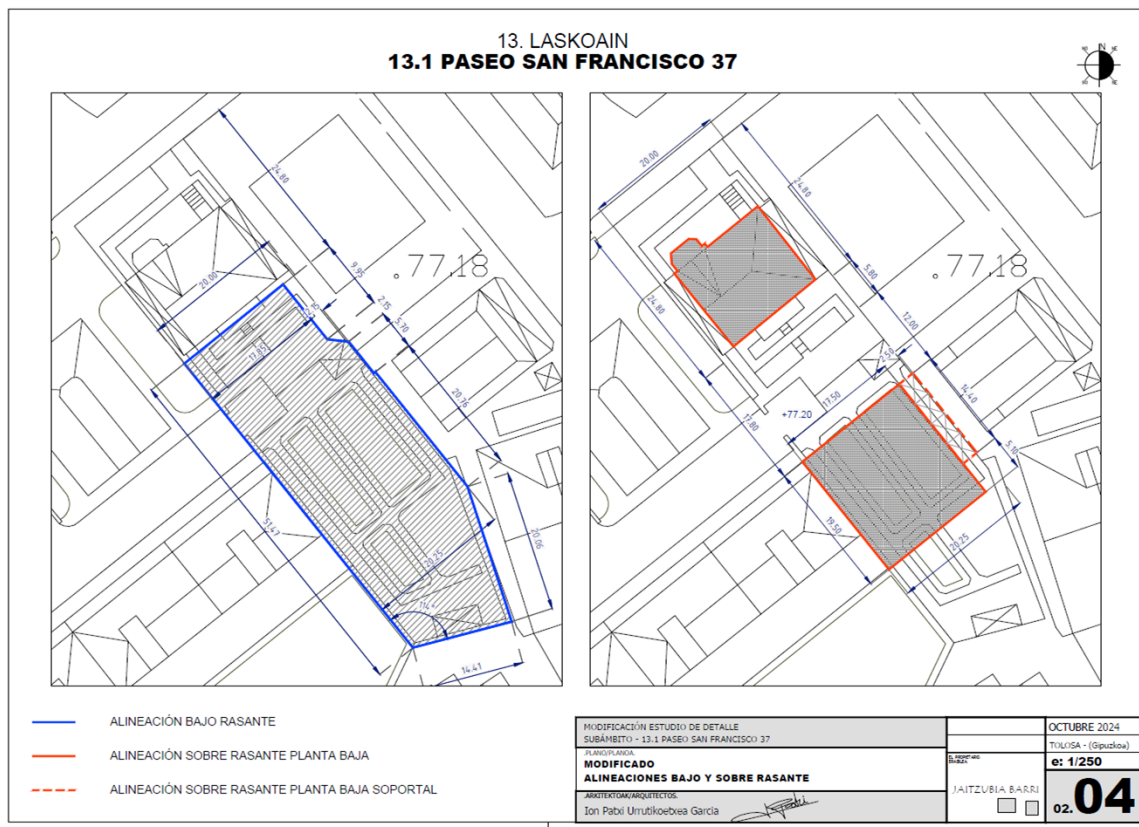 13. LASKOAIN
13.1 PASEO SAN FRANCISCO 37
N
24.80
20.00
9.95
2.15
5.70
17.85
20.76
51.47
20.25
20.06
14.41
77.18
20.00
24.80
5.80
12.00
24.80
2.50
14.40
17.50
+77.20
17.80
5.10
19.50
20.25
77.18
ALINEACIÓN BAJO RASANTE
ALINEACIÓN SOBRE RASANTE PLANTA BAJA
ALINEACIÓN SOBRE RASANTE PLANTA BAJA SOPORTAL
MODIFICACIÓN ESTUDIO DE DETALLE
SUBÁMBITO - 13.1 PASEO SAN FRANCISCO 37
PLANO/PLANOA.
MODIFICADO
ALINEACIONES BAJO Y SOBRE RASANTE
ARKITEKTOAK/ARQUITECTOS.
Ion Patxi Urrutikoetxea Garcia
JAITZUBIA BARRI
OCTUBRE 2024
TOLOSA - (Gipuzkoa)
e: 1/250
02.04